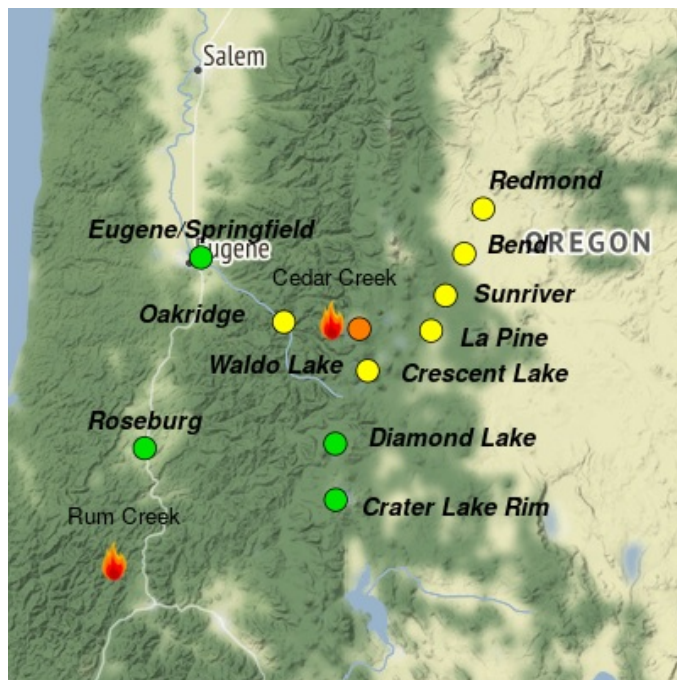 Salem
Redmond
Eugene/Springfield
Eugene
Bend
OREGON
Cedar Creek
Sunriver
Oakridge
La Pine
Waldo Lake
Crescent Lake
Roseburg
Diamond Lake
Crater Lake Rim
Rum Creek